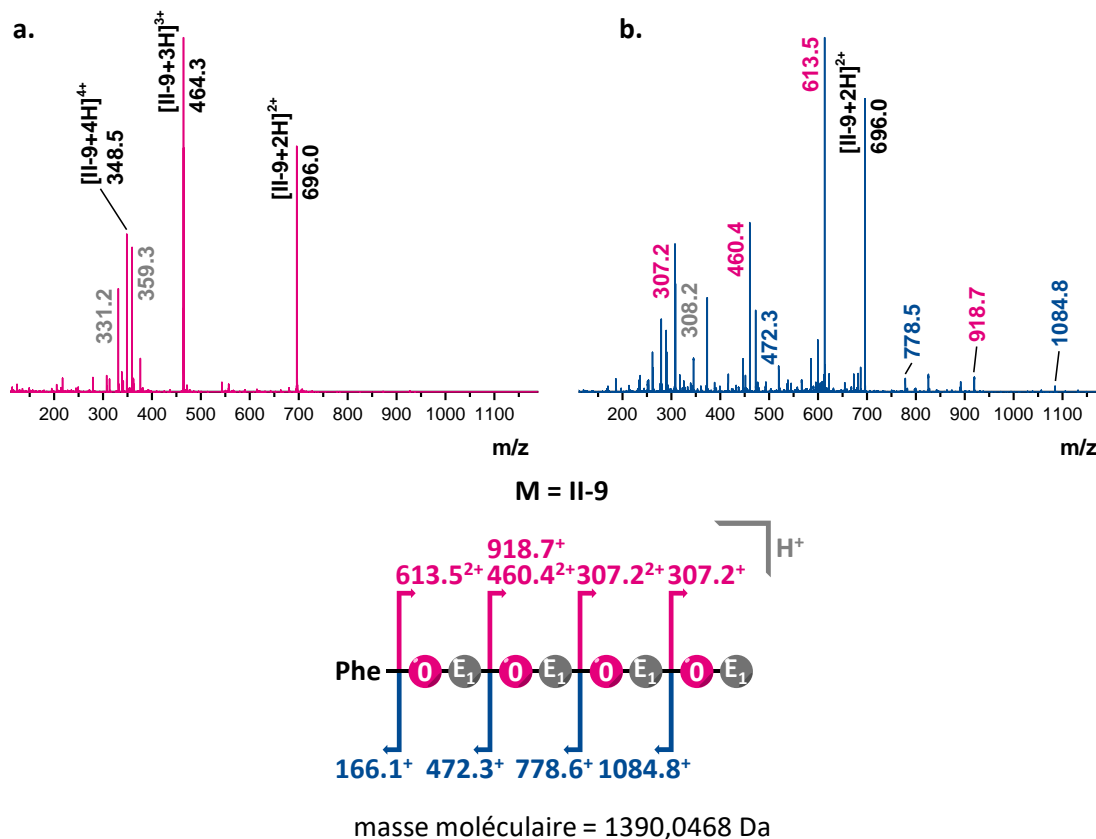 a.
[II-9+4H]4+
348.5
[II-9+3H]3+
464.3
[II-9+2H]2+
696.0
331.2
359.3
200 300 400 500 600 700 800 900 1000 1100
m/z
b.
613.5
[II-9+2H]2+
696.0
307.2
308.2
460.4
472.3
778.5
918.7
1084.8
200 300 400 500 600 700 800 900 1000 1100
m/z
M = II-9
H+
918.7+
613.52+ 460.42+ 307.22+ 307.2+
Phe 0 E1 0 E1 0 E1 0 E1
166.1+ 472.3+ 778.6+ 1084.8+
masse moléculaire = 1390,0468 Da